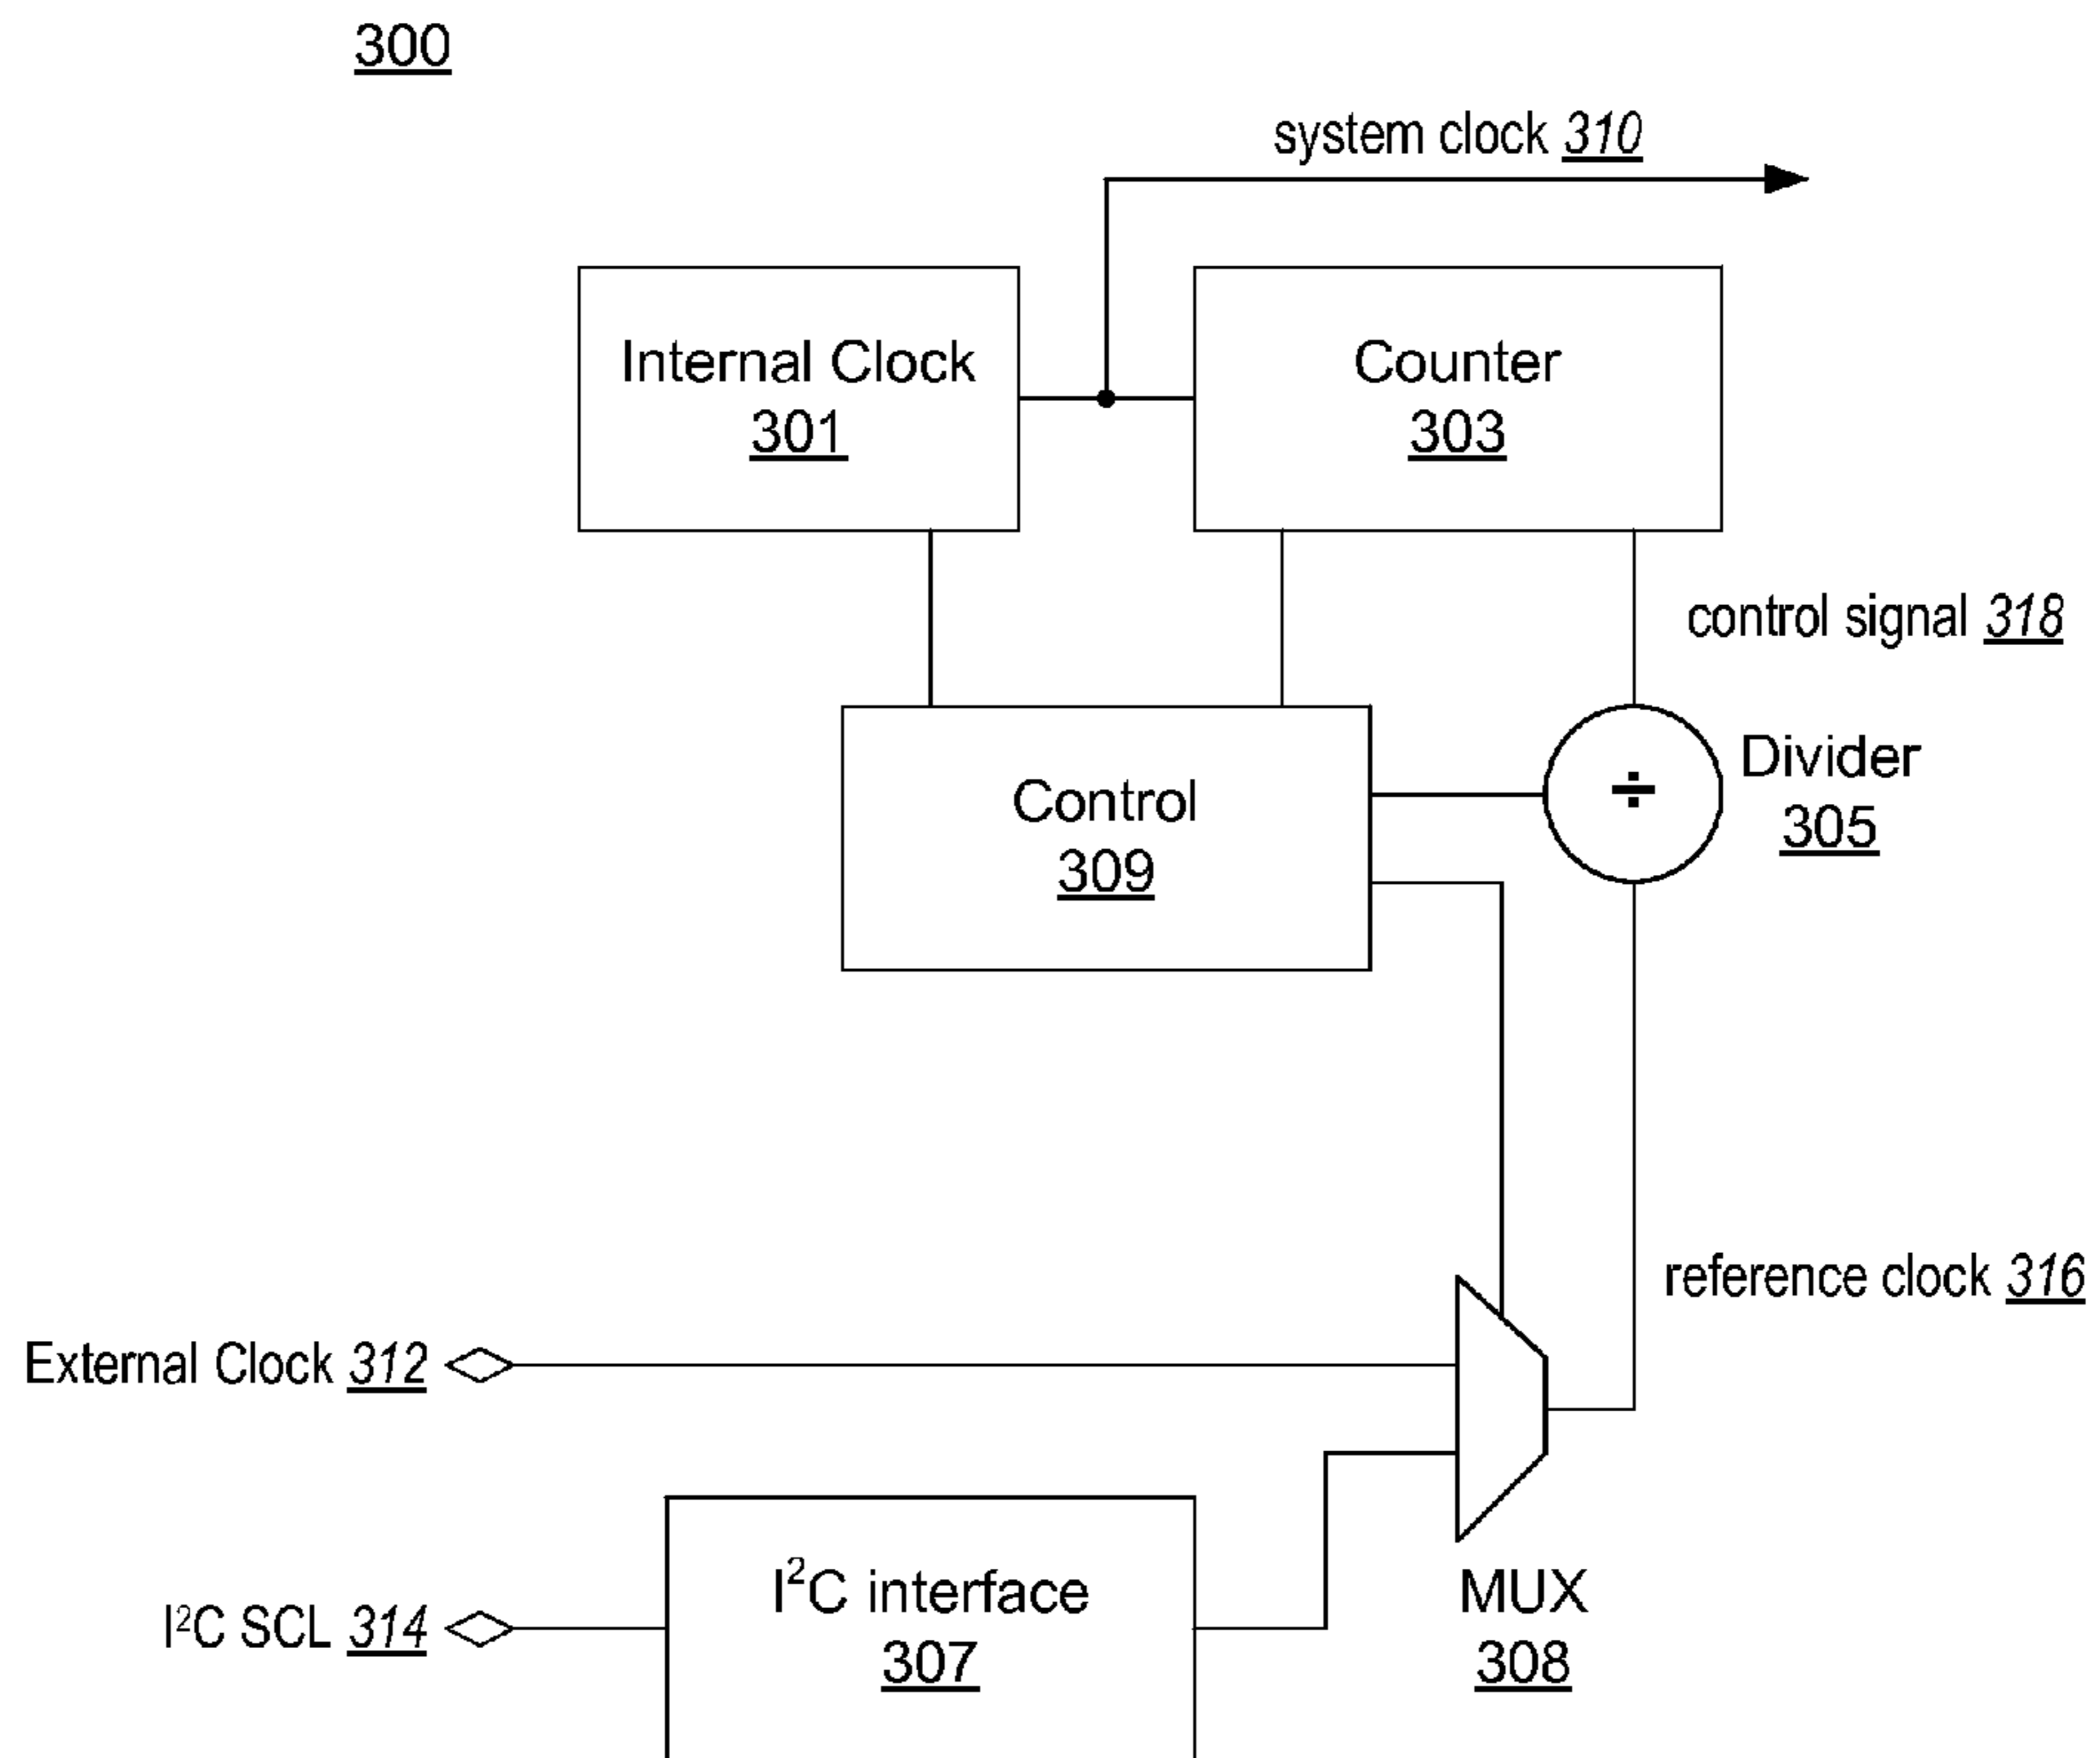 300
system clock 310
Internal Clock
301
Counter
303
control signal 318
Control
309
÷
Divider
305
reference clock 316
External Clock 312
I²C SCL 314
I²C interface
307
MUX
308